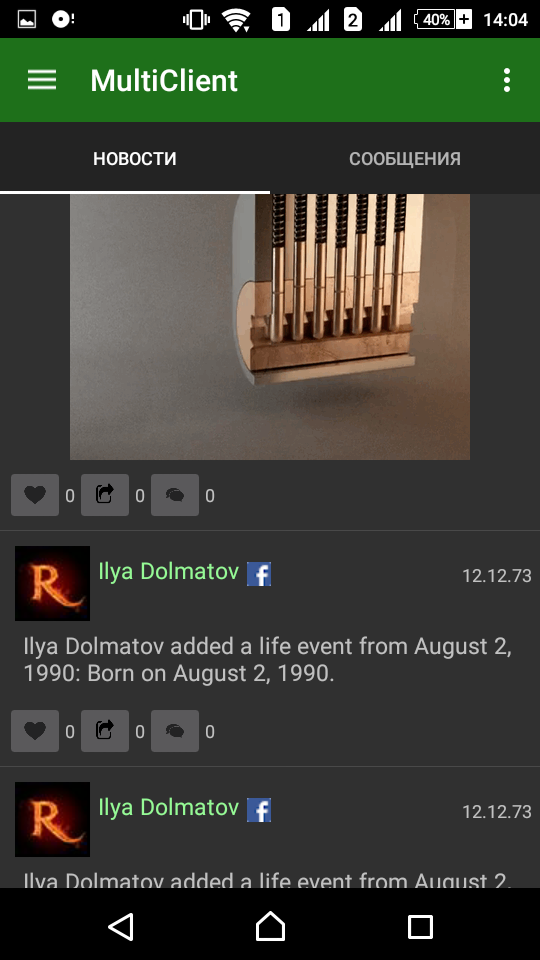 1 2 40% 14:04
MultiClient
НОВОСТИ СООБЩЕНИЯ
0 0 0
Ilya Dolmatov f 12.12.73
R
Ilya Dolmatov added a life event from August 2,
1990: Born on August 2, 1990.
0 0 0
Ilya Dolmatov f 12.12.73
R
Ilya Dolmatov added a life event from August 2,